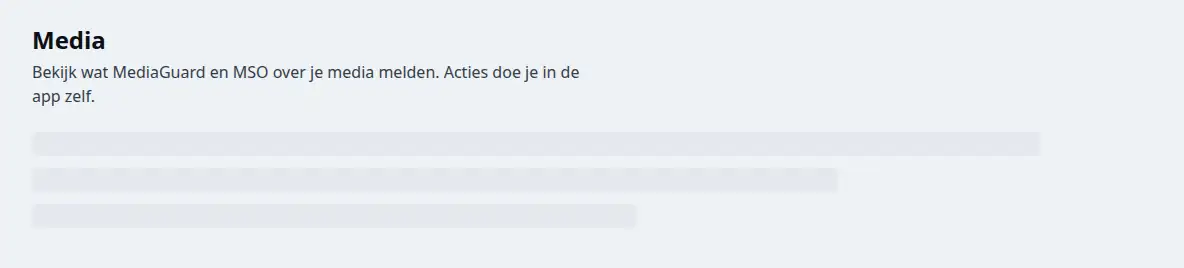 Media
Bekijk wat MediaGuard en MSO over je media melden. Acties doe je in de
app zelf.